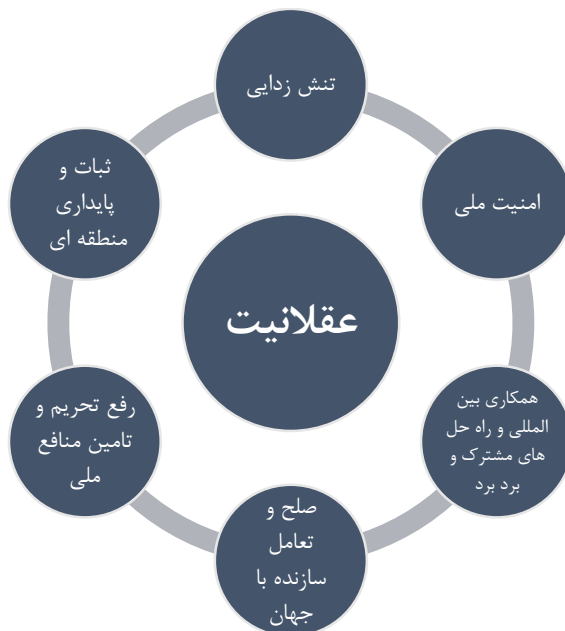 تنش زدایی
امنیت ملی
همکاری بین
المللی و راه حل
های مشترک و
برد برد
صلح و
تعامل
سازنده با
جهان
رفع تحریم و
تامین منافع
ملی
ثبات و
پایداری
منطقه ای
عقلانیت